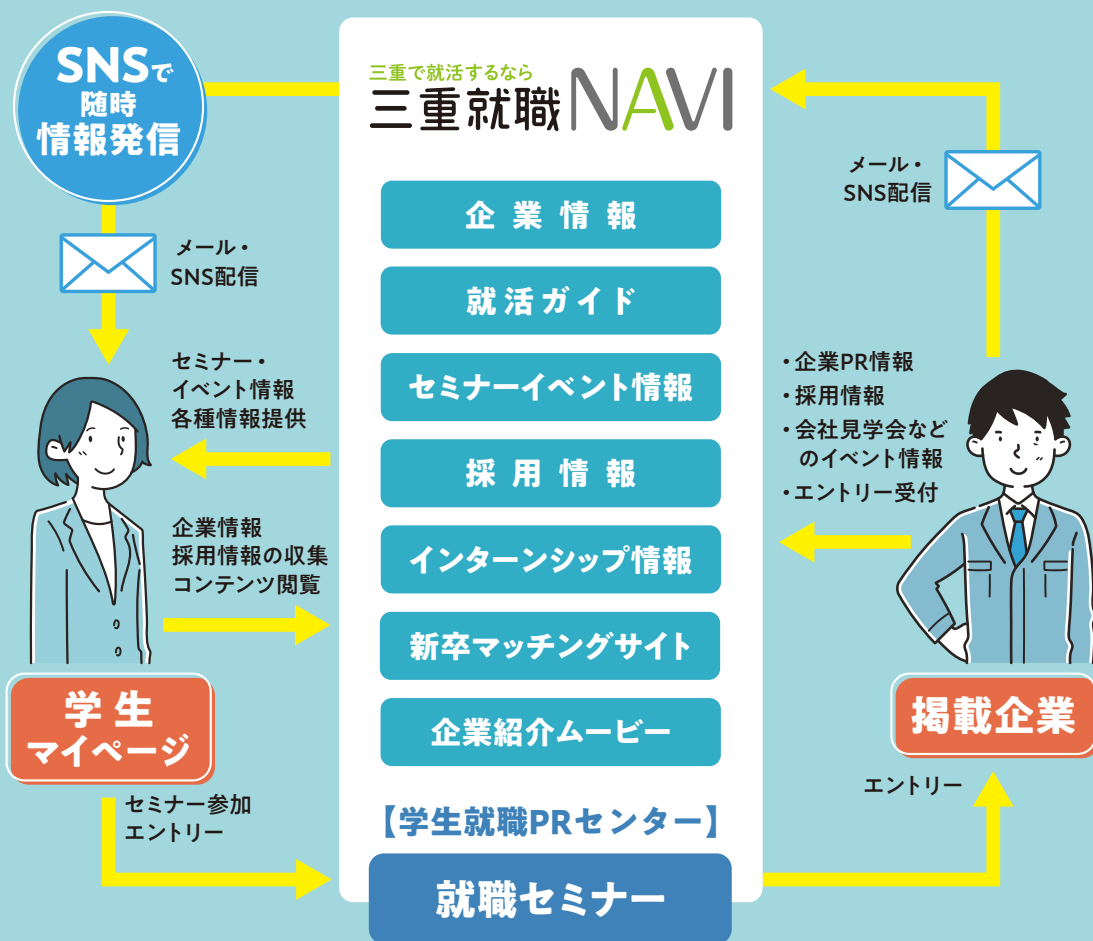 SNSで
随時
情報発信
メール・
SNS配信
セミナー・
イベント情報
各種情報提供
企業情報
採用情報の収集
コンテンツ閲覧
学生
マイページ
セミナー参加
エントリー
三重で就活するなら
三重就職NAVI
企業情報
就活ガイド
セミナーイベント情報
採用情報
インターンシップ情報
新卒マッチングサイト
企業紹介ムービー
【学生就職PRセンター】
就職セミナー
メール・
SNS配信
・企業PR情報
・採用情報
・会社見学会など
のイベント情報
・エントリー受付
掲載企業
エントリー